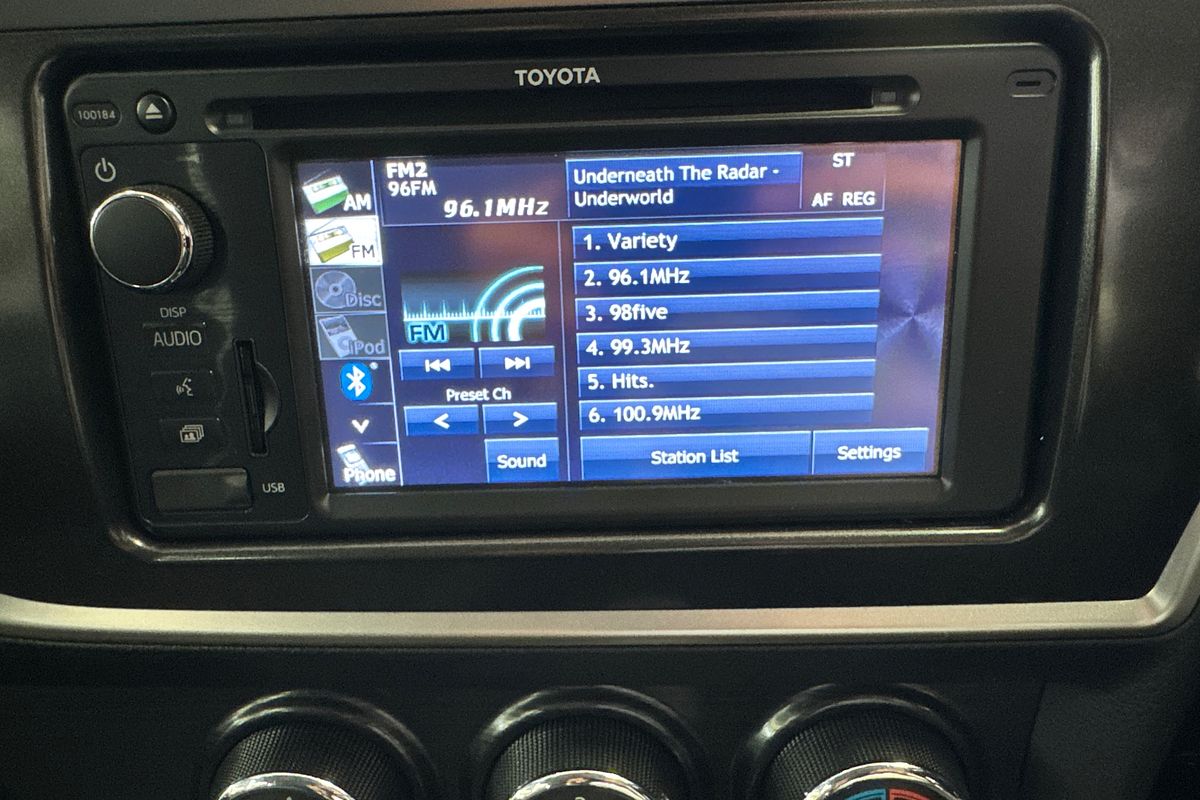 TOYOTA
100184
AM
FM
Disc
iPod
Phone
FM2
96FM
96.1MHz
Underneath The Radar -
Underworld
ST
AF REG
FM
Preset Ch
<
>
Sound
1. Variety
2. 96.1MHz
3. 98five
4. 99.3MHz
5. Hits.
6. 100.9MHz
Station List
Settings
DISP
AUDIO
USB